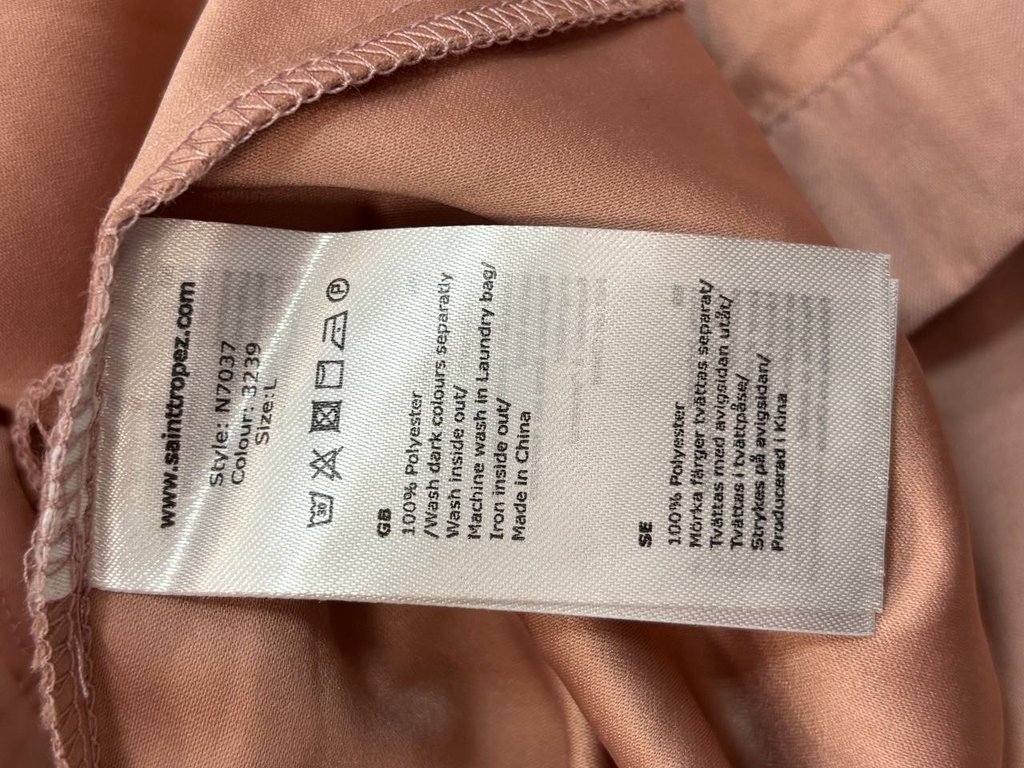 www.sainttropez.com
Style: N7037
Colour: 3239
Size: L
30 P
GB
100% Polyester
/Wash dark colours separatly
Wash inside out/
Machine wash in Laundry bag/
Iron inside out/
Made in China
SE
100% Polyester
Mörka fånger tvättas separat/
Tvättas med avigsidan utåt/
Tvättas i tvättpåse/
Strykes på avigsidan/
Producerad i Kina